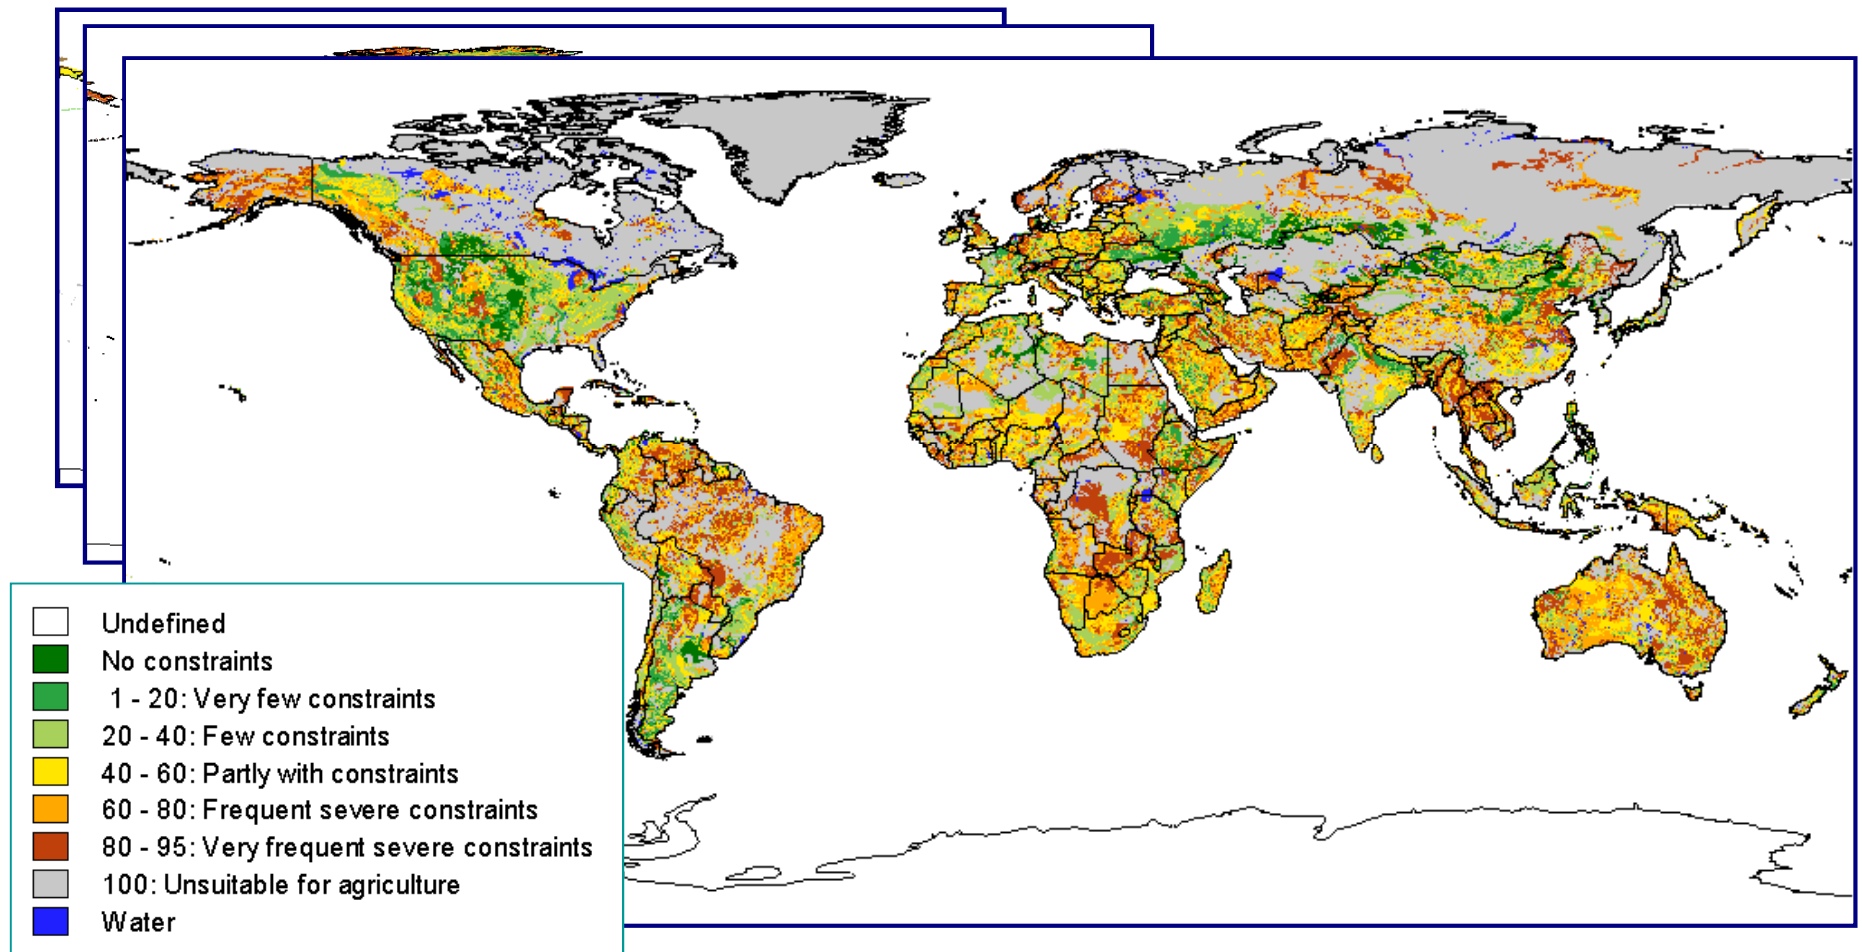 Undefined
No constraints
1 - 20: Very few constraints
20 - 40: Few constraints
40 - 60: Partly with constraints
60 - 80: Frequent severe constraints
80 - 95: Very frequent severe constraints
100: Unsuitable for agriculture
Water